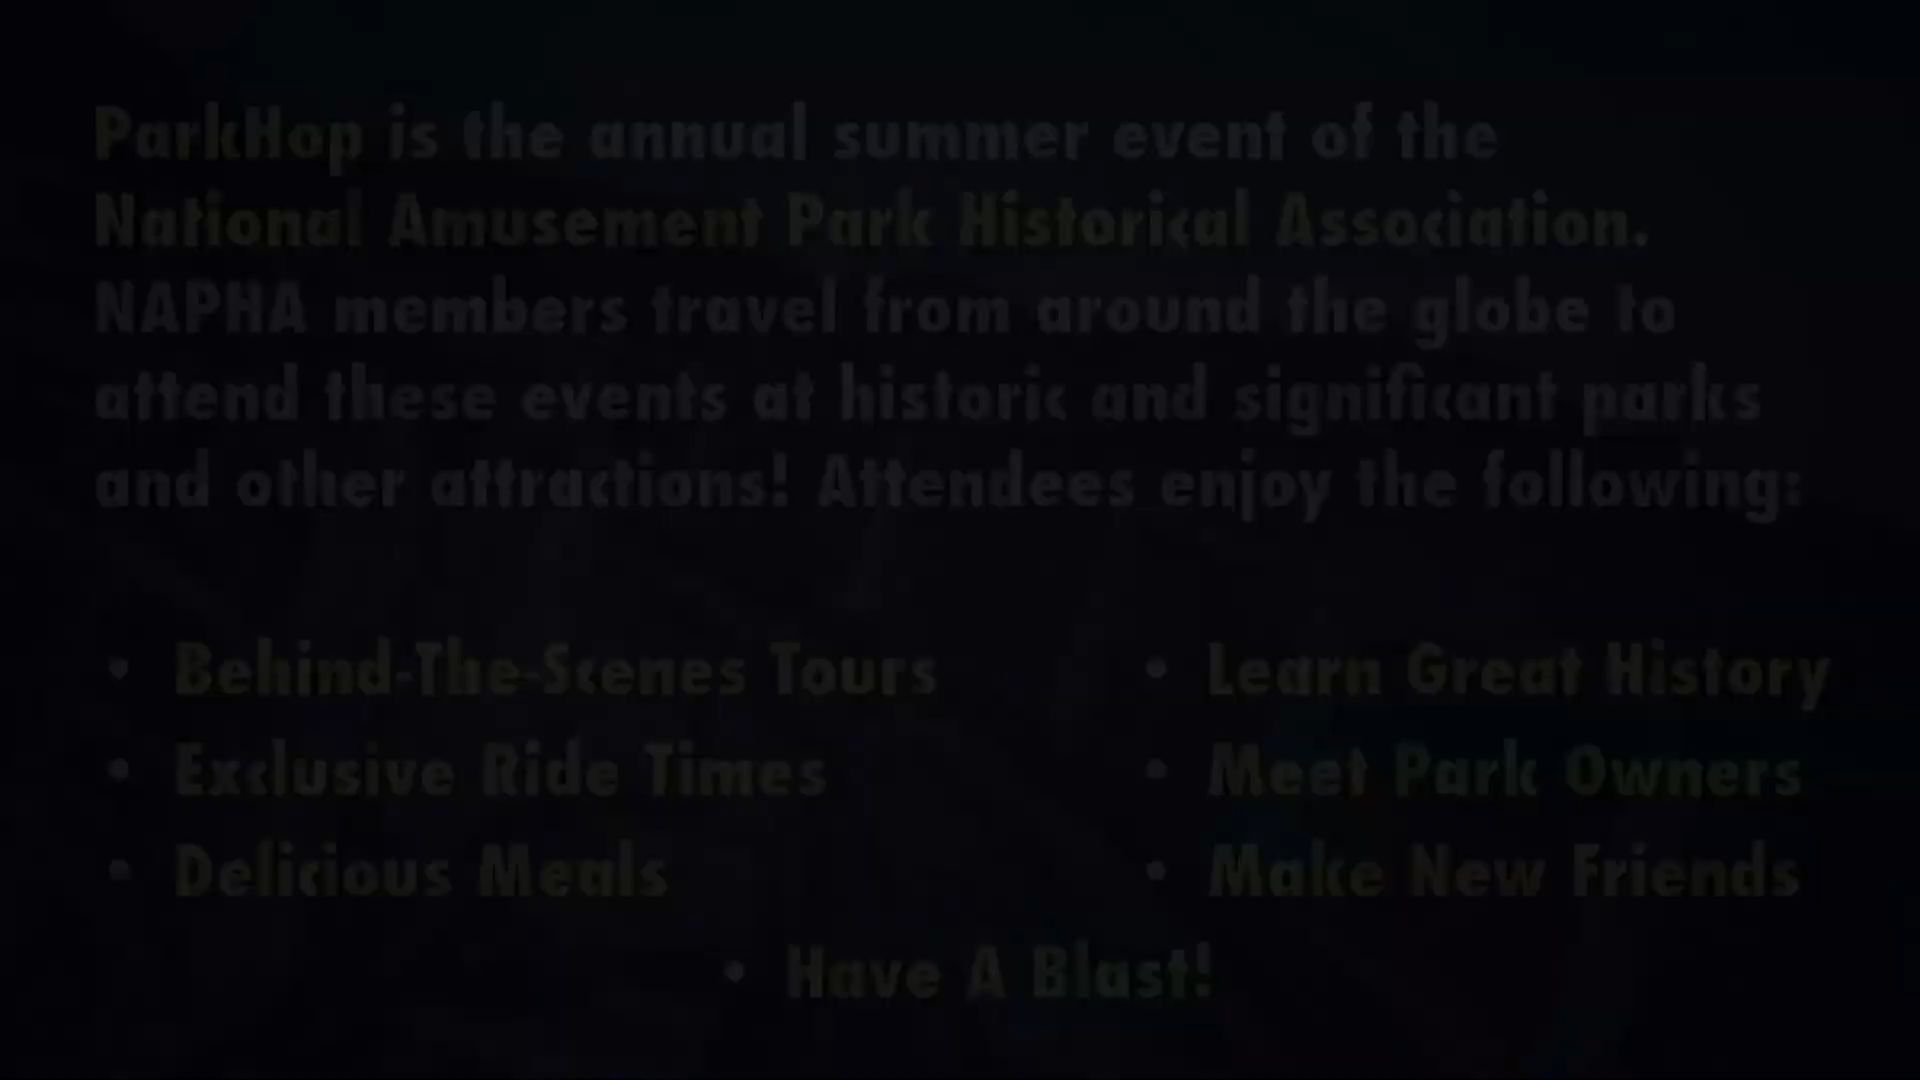 ParkHop is the annual summer event of the
National Amusement Park Historical Association.
NAPHA members travel from around the globe to
attend these events at historic and significant parks
and other attractions! Attendees enjoy the following:
• Behind-The-Scenes Tours
• Exclusive Ride Times
• Delicious Meals
• Learn Great History
• Meet Park Owners
• Make New Friends
• Have A Blast!